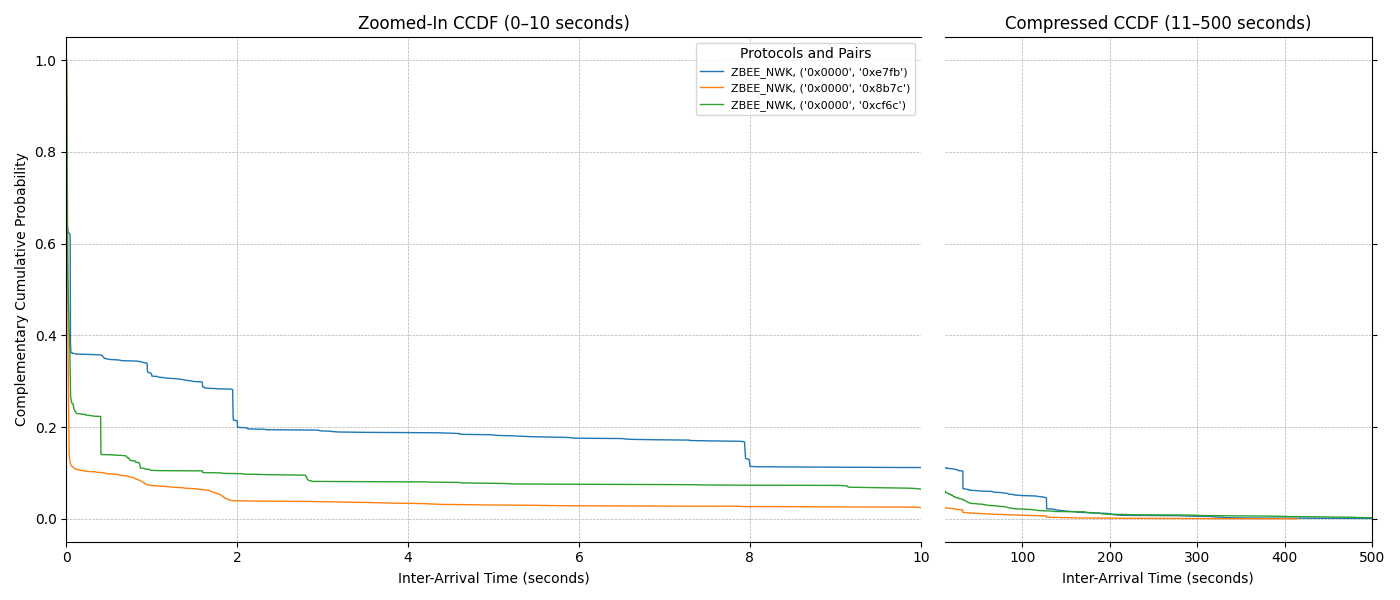 Zoomed-In CCDF (0–10 seconds)
Compressed CCDF (11–500 seconds)
Complementary Cumulative Probability
1.0
0.8
0.6
0.4
0.2
0.0
Protocols and Pairs
ZBEE_NWK, ('0x0000', '0xe7fb')
ZBEE_NWK, ('0x0000', '0x8b7c')
ZBEE_NWK, ('0x0000', '0xcf6c')
0 2 4 6 8 10
100 200 300 400 500
Inter-Arrival Time (seconds)
Inter-Arrival Time (seconds)